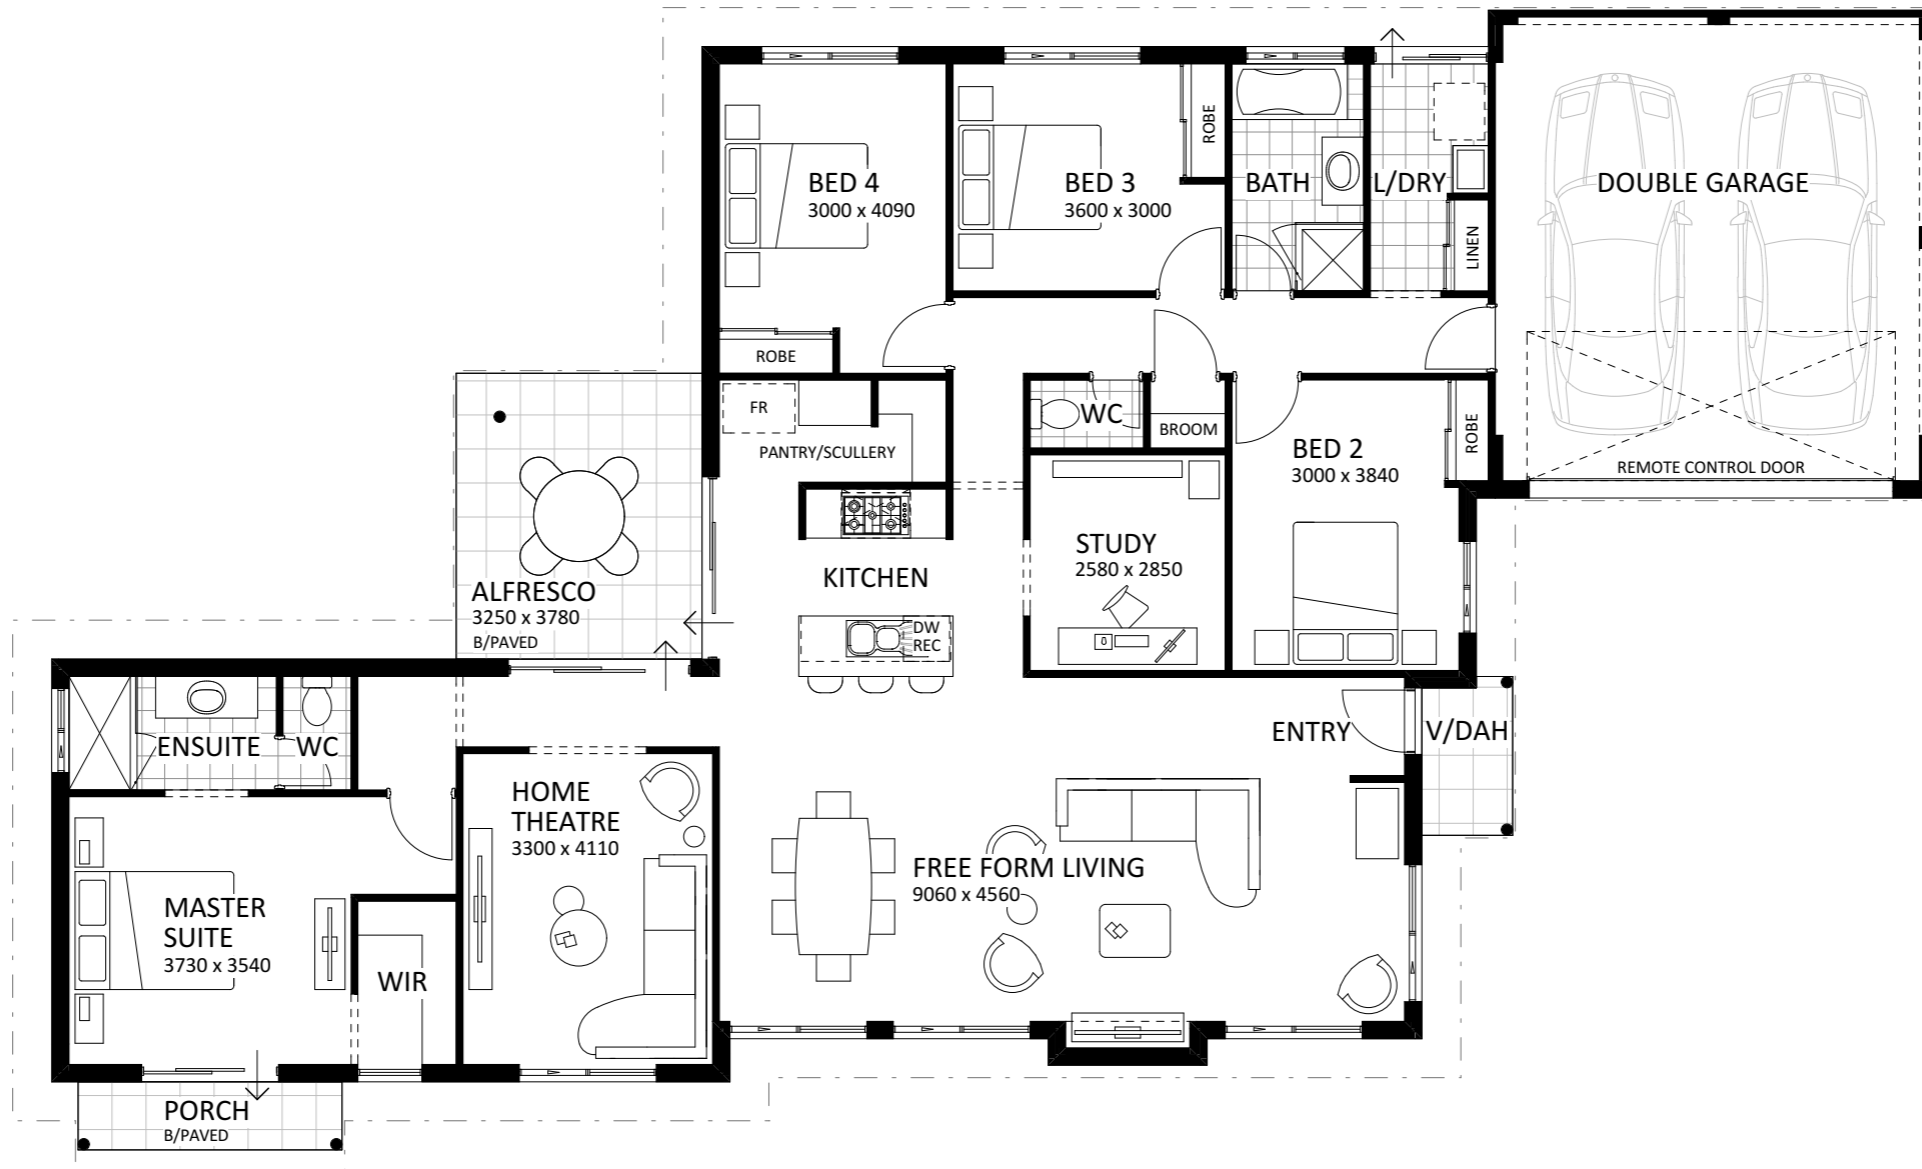 BED 4
3000 x 4090
BED 3
3600 x 3000
ROBE
BATH
L/DRY
LINEN
DOUBLE GARAGE
REMOTE CONTROL DOOR
ROBE
FR
PANTRY/SCULLERY
WC
BROOM
BED 2
3000 x 3840
ROBE
ALFRESCO
3250 x 3780
B/PAVED
KITCHEN
DW
REC
STUDY
2580 x 2850
ENTRY
V/DAH
ENSUITE
WC
HOME
THEATRE
3300 x 4110
FREE FORM LIVING
9060 x 4560
MASTER
SUITE
3730 x 3540
WIR
PORCH
B/PAVED